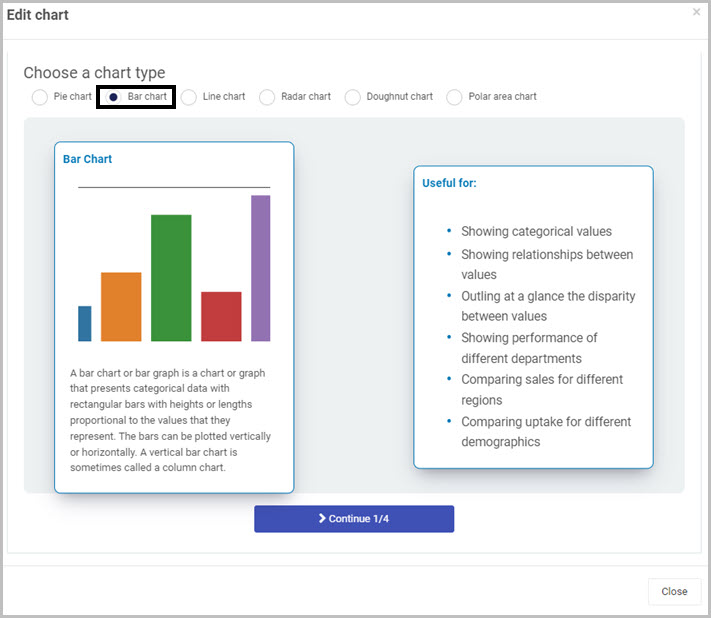 Edit chart
×
Choose a chart type
Pie chart
Bar chart
Line chart
Radar chart
Doughnut chart
Polar area chart
Bar Chart
A bar chart or bar graph is a chart or graph
that presents categorical data with
rectangular bars with heights or lengths
proportional to the values that they
represent. The bars can be plotted vertically
or horizontally. A vertical bar chart is
sometimes called a column chart.
Useful for:
• Showing categorical values
• Showing relationships between
values
• Outling at a glance the disparity
between values
• Showing performance of
different departments
• Comparing sales for different
regions
• Comparing uptake for different
demographics
Continue 1/4
Close